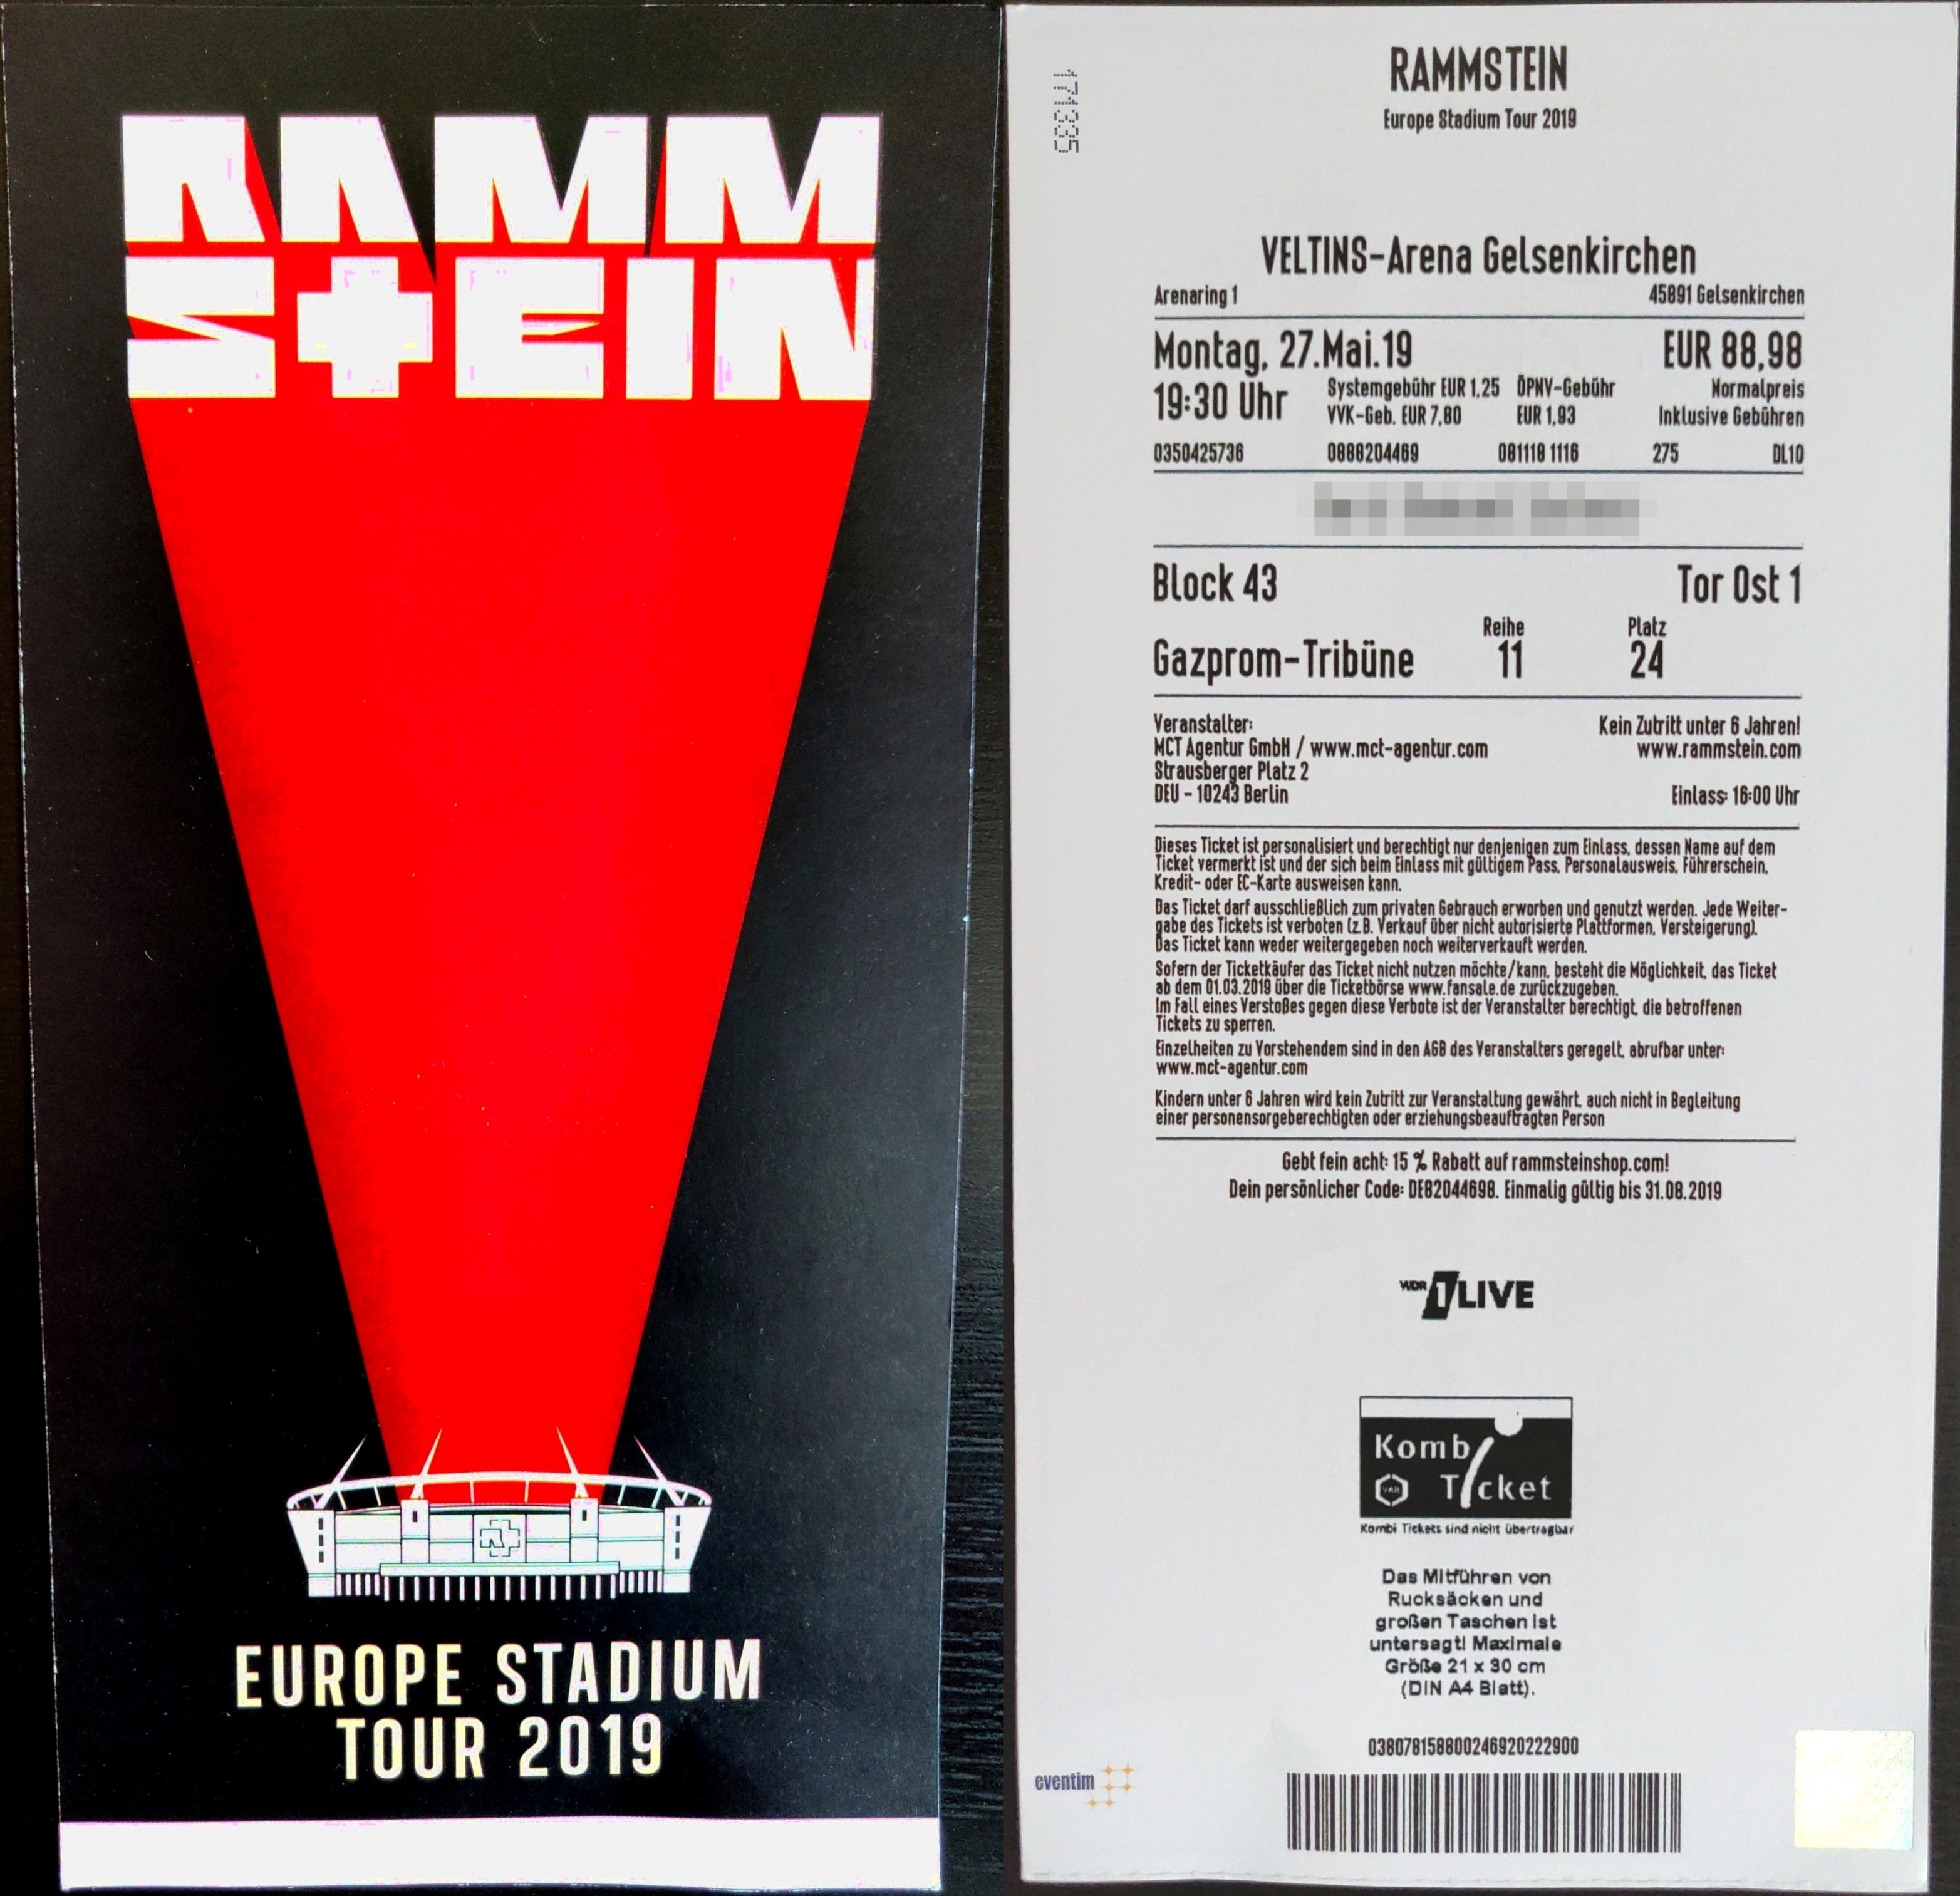 RAMM
STEIN
EUROPE STADIUM
TOUR 2019
171335
RAMMSTEIN
Europe Stadium Tour 2019
VELTINS-Arena Gelsenkirchen
Arenaring 1 45891 Gelsenkirchen
Montag, 27.Mai.19 EUR 88,98
19:30 Uhr Systemgebühr EUR 1,25 ÖPNV-Gebühr Normalpreis
VVK-Geb. EUR 7,80 EUR 1,93 Inklusive Gebühren
0350425736 0888204469 081118 1116 275 DL10
Block 43 Tor Ost 1
Reihe Platz
Gazprom-Tribüne 11 24
Veranstalter: Kein Zutritt unter 6 Jahren!
MCT Agentur GmbH / www.mct-agentur.com www.rammstein.com
Strausberger Platz 2
DEU - 10243 Berlin Einlass: 16:00 Uhr
Dieses Ticket ist personalisiert und berechtigt nur denjenigen zum Einlass, dessen Name auf dem
Ticket vermerkt ist und der sich beim Einlass mit gültigem Pass, Personalausweis, Führerschein,
Kredit- oder EC-Karte ausweisen kann.
Das Ticket darf ausschließlich zum privaten Gebrauch erworben und genutzt werden. Jede Weiter-
gabe des Tickets ist verboten (z.B. Verkauf über nicht autorisierte Plattformen, Versteigerung).
Das Ticket kann weder weitergegeben noch weiterverkauft werden.
Sofern der Ticketkäufer das Ticket nicht nutzen möchte/kann, besteht die Möglichkeit, das Ticket
ab dem 01.03.2019 über die Ticketbörse www.fansale.de zurückzugeben.
Im Fall eines Verstoßes gegen diese Verbote ist der Veranstalter berechtigt, die betroffenen
Tickets zu sperren.
Einzelheiten zu Vorstehendem sind in den AGB des Veranstalters geregelt, abrufbar unter:
www.mct-agentur.com
Kindern unter 6 Jahren wird kein Zutritt zur Veranstaltung gewährt, auch nicht in Begleitung
einer personensorgeberechtigten oder erziehungsbeauftragten Person
Gebt fein acht: 15 % Rabatt auf rammsteinshop.com!
Dein persönlicher Code: DE82044698. Einmalig gültig bis 31.08.2019
WDR 1LIVE
Kombi
VRR Ticket
Kombi Tickets sind nicht übertragbar
Das Mitführen von
Rucksäcken und
großen Taschen ist
untersagt! Maximale
Größe 21 x 30 cm
(DIN A4 Blatt).
038078158800246920222900
eventim